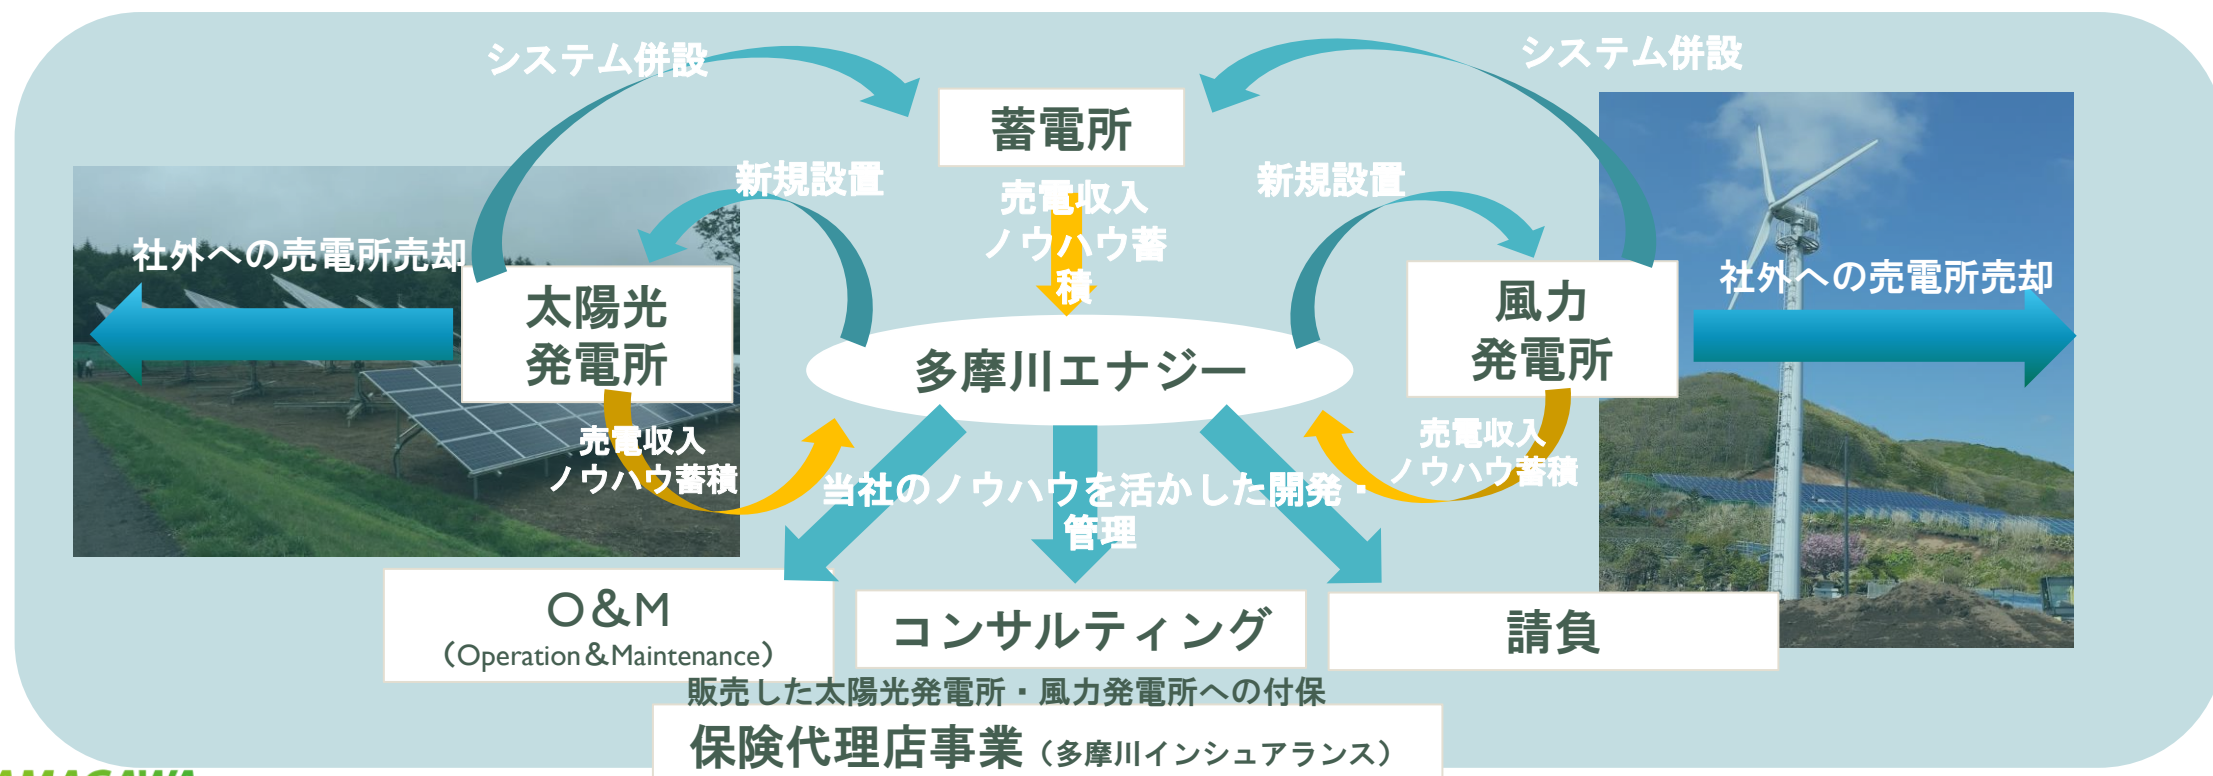 システム併設
システム併設
蓄電所
新規設置
新規設置
売電収入
ノウハウ蓄
積
社外への売電所売却
社外への売電所売却
太陽光
発電所
風力
発電所
多摩川エナジー
売電収入
ノウハウ蓄積
売電収入
ノウハウ蓄積
当社のノウハウを活かした開発・
管理
O&M
（Operation&Maintenance）
コンサルティング
請負
販売した太陽光発電所・風力発電所への付保
保険代理店事業（多摩川インシュアランス）